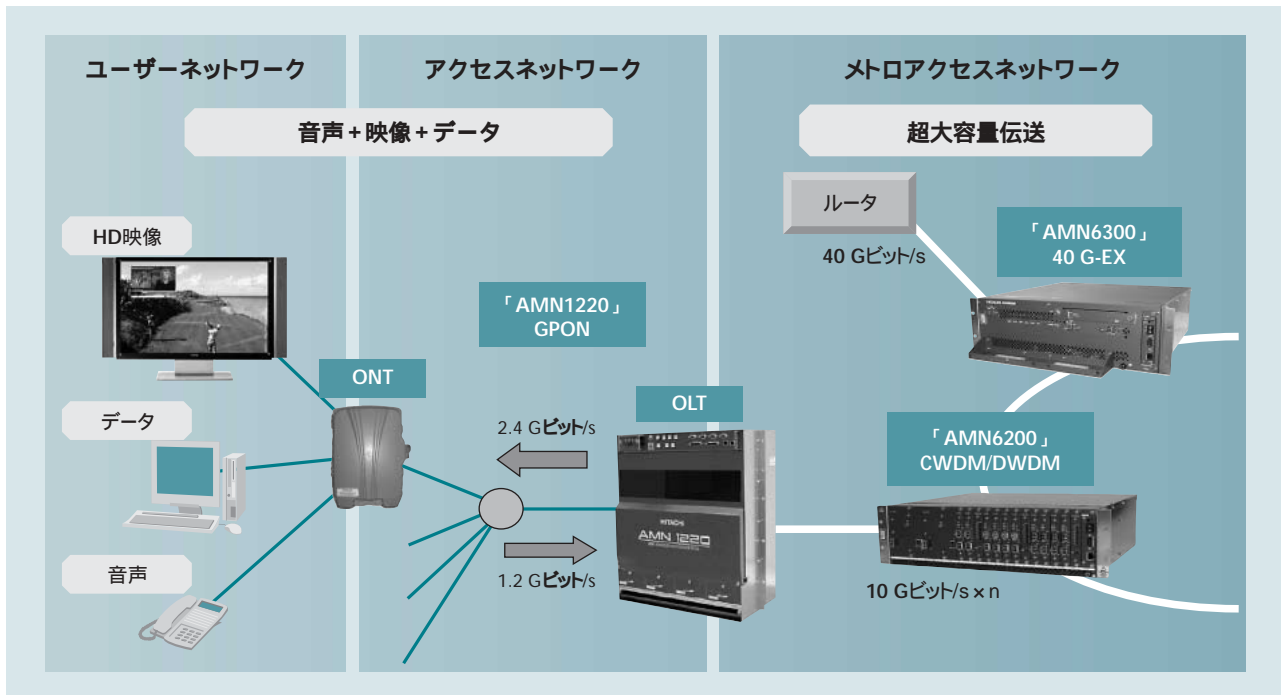 ユーザーネットワーク
アクセスネットワーク
メトロアクセスネットワーク
音声+映像+データ
超大容量伝送
ルータ
40 Gビット/s
「AMN6300」
40 G-EX
HD映像
「AMN1220」
GPON
ONT
OLT
データ
2.4 Gビット/s
「AMN6200」
CWDM/DWDM
HITACHI
AMN 1220
音声
1.2 Gビット/s
10 Gビット/s×n